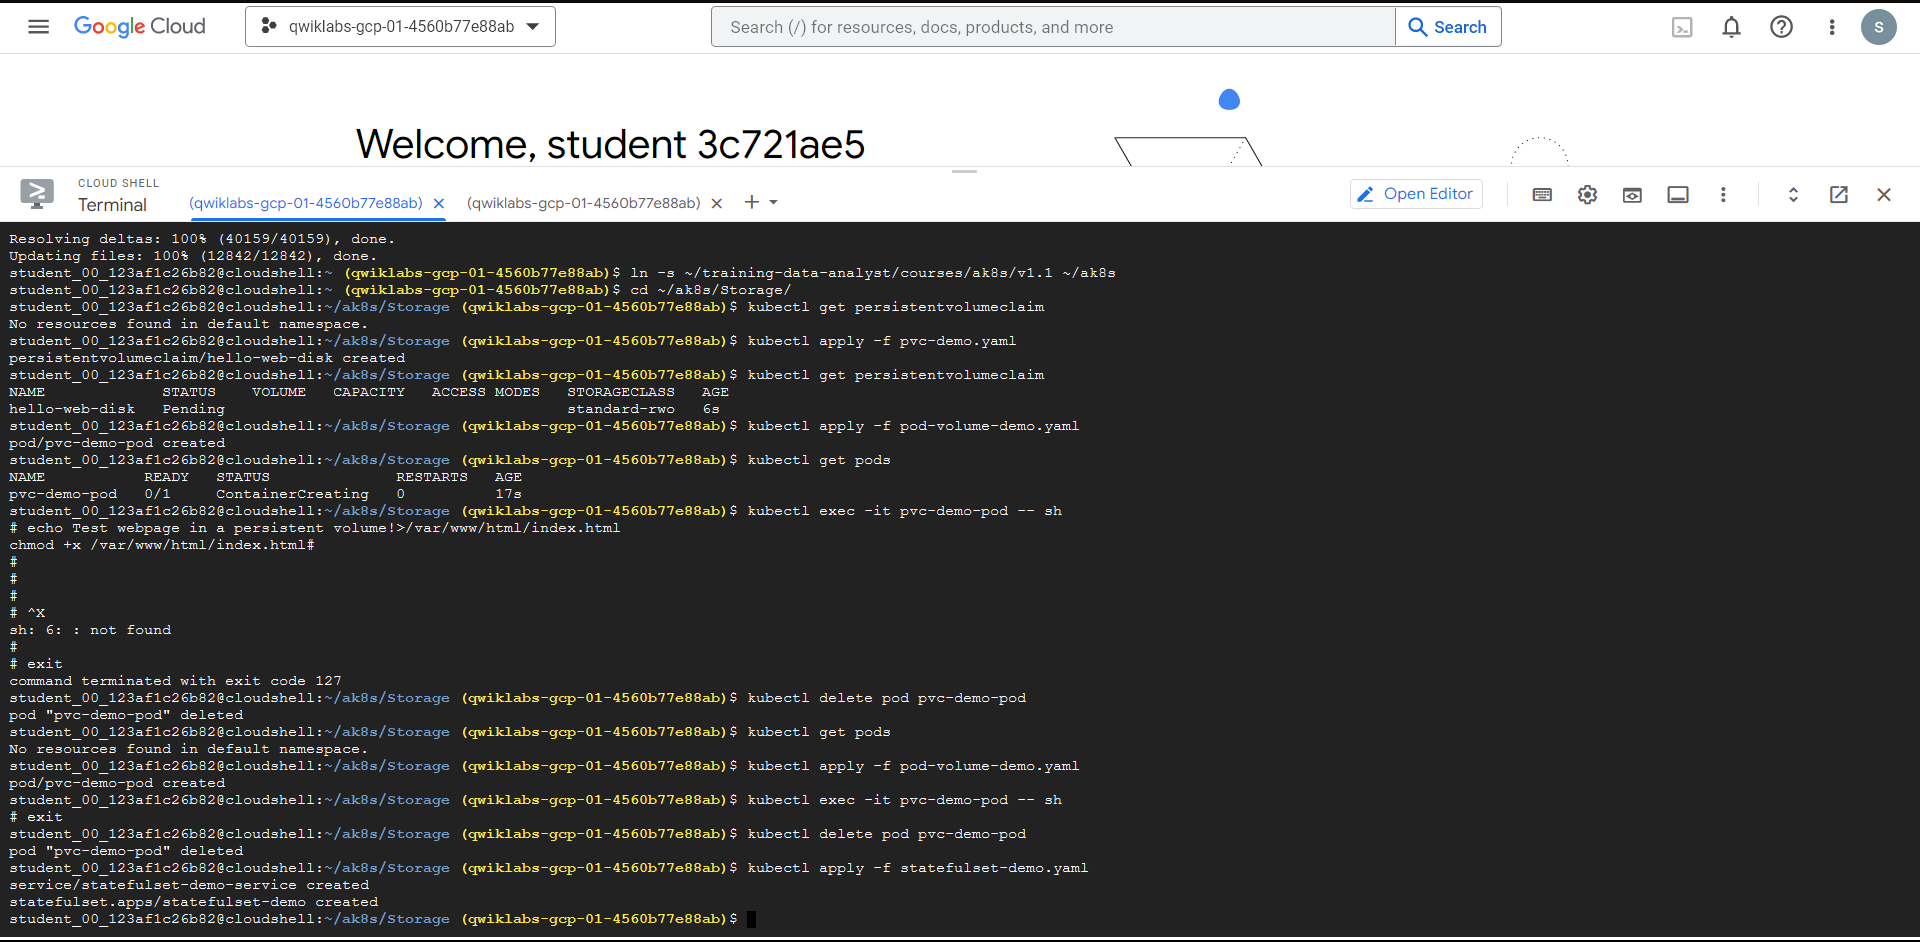 Google Cloud
qwiklabs-gcp-01-4560b77e88ab
Search (/) for resources, docs, products, and more
Search
S
Welcome, student 3c721ae5
CLOUD SHELL
Terminal
(qwiklabs-gcp-01-4560b77e88ab)
(qwiklabs-gcp-01-4560b77e88ab)
Open Editor
Resolving deltas: 100% (40159/40159), done.
Updating files: 100% (12842/12842), done.
student_00_123af1c26b82@cloudshell:~ (qwiklabs-gcp-01-4560b77e88ab)$ ln -s ~/training-data-analyst/courses/ak8s/v1.1 ~/ak8s
student_00_123af1c26b82@cloudshell:~ (qwiklabs-gcp-01-4560b77e88ab)$ cd ~/ak8s/Storage/
student_00_123af1c26b82@cloudshell:~/ak8s/Storage (qwiklabs-gcp-01-4560b77e88ab)$ kubectl get persistentvolumeclaim
No resources found in default namespace.
student_00_123af1c26b82@cloudshell:~/ak8s/Storage (qwiklabs-gcp-01-4560b77e88ab)$ kubectl apply -f pvc-demo.yaml
persistentvolumeclaim/hello-web-disk created
student_00_123af1c26b82@cloudshell:~/ak8s/Storage (qwiklabs-gcp-01-4560b77e88ab)$ kubectl get persistentvolumeclaim
NAME STATUS VOLUME CAPACITY ACCESS MODES STORAGECLASS AGE
hello-web-disk Pending standard-rwo 6s
student_00_123af1c26b82@cloudshell:~/ak8s/Storage (qwiklabs-gcp-01-4560b77e88ab)$ kubectl apply -f pod-volume-demo.yaml
pod/pvc-demo-pod created
student_00_123af1c26b82@cloudshell:~/ak8s/Storage (qwiklabs-gcp-01-4560b77e88ab)$ kubectl get pods
NAME READY STATUS RESTARTS AGE
pvc-demo-pod 0/1 ContainerCreating 0 17s
student_00_123af1c26b82@cloudshell:~/ak8s/Storage (qwiklabs-gcp-01-4560b77e88ab)$ kubectl exec -it pvc-demo-pod -- sh
# echo Test webpage in a persistent volume!>/var/www/html/index.html
chmod +x /var/www/html/index.html#
#
#
#
# ^X
sh: 6: : not found
#
# exit
command terminated with exit code 127
student_00_123af1c26b82@cloudshell:~/ak8s/Storage (qwiklabs-gcp-01-4560b77e88ab)$ kubectl delete pod pvc-demo-pod
pod "pvc-demo-pod" deleted
student_00_123af1c26b82@cloudshell:~/ak8s/Storage (qwiklabs-gcp-01-4560b77e88ab)$ kubectl get pods
No resources found in default namespace.
student_00_123af1c26b82@cloudshell:~/ak8s/Storage (qwiklabs-gcp-01-4560b77e88ab)$ kubectl apply -f pod-volume-demo.yaml
pod/pvc-demo-pod created
student_00_123af1c26b82@cloudshell:~/ak8s/Storage (qwiklabs-gcp-01-4560b77e88ab)$ kubectl exec -it pvc-demo-pod -- sh
# exit
student_00_123af1c26b82@cloudshell:~/ak8s/Storage (qwiklabs-gcp-01-4560b77e88ab)$ kubectl delete pod pvc-demo-pod
pod "pvc-demo-pod" deleted
student_00_123af1c26b82@cloudshell:~/ak8s/Storage (qwiklabs-gcp-01-4560b77e88ab)$ kubectl apply -f statefulset-demo.yaml
service/statefulset-demo-service created
statefulset.apps/statefulset-demo created
student_00_123af1c26b82@cloudshell:~/ak8s/Storage (qwiklabs-gcp-01-4560b77e88ab)$